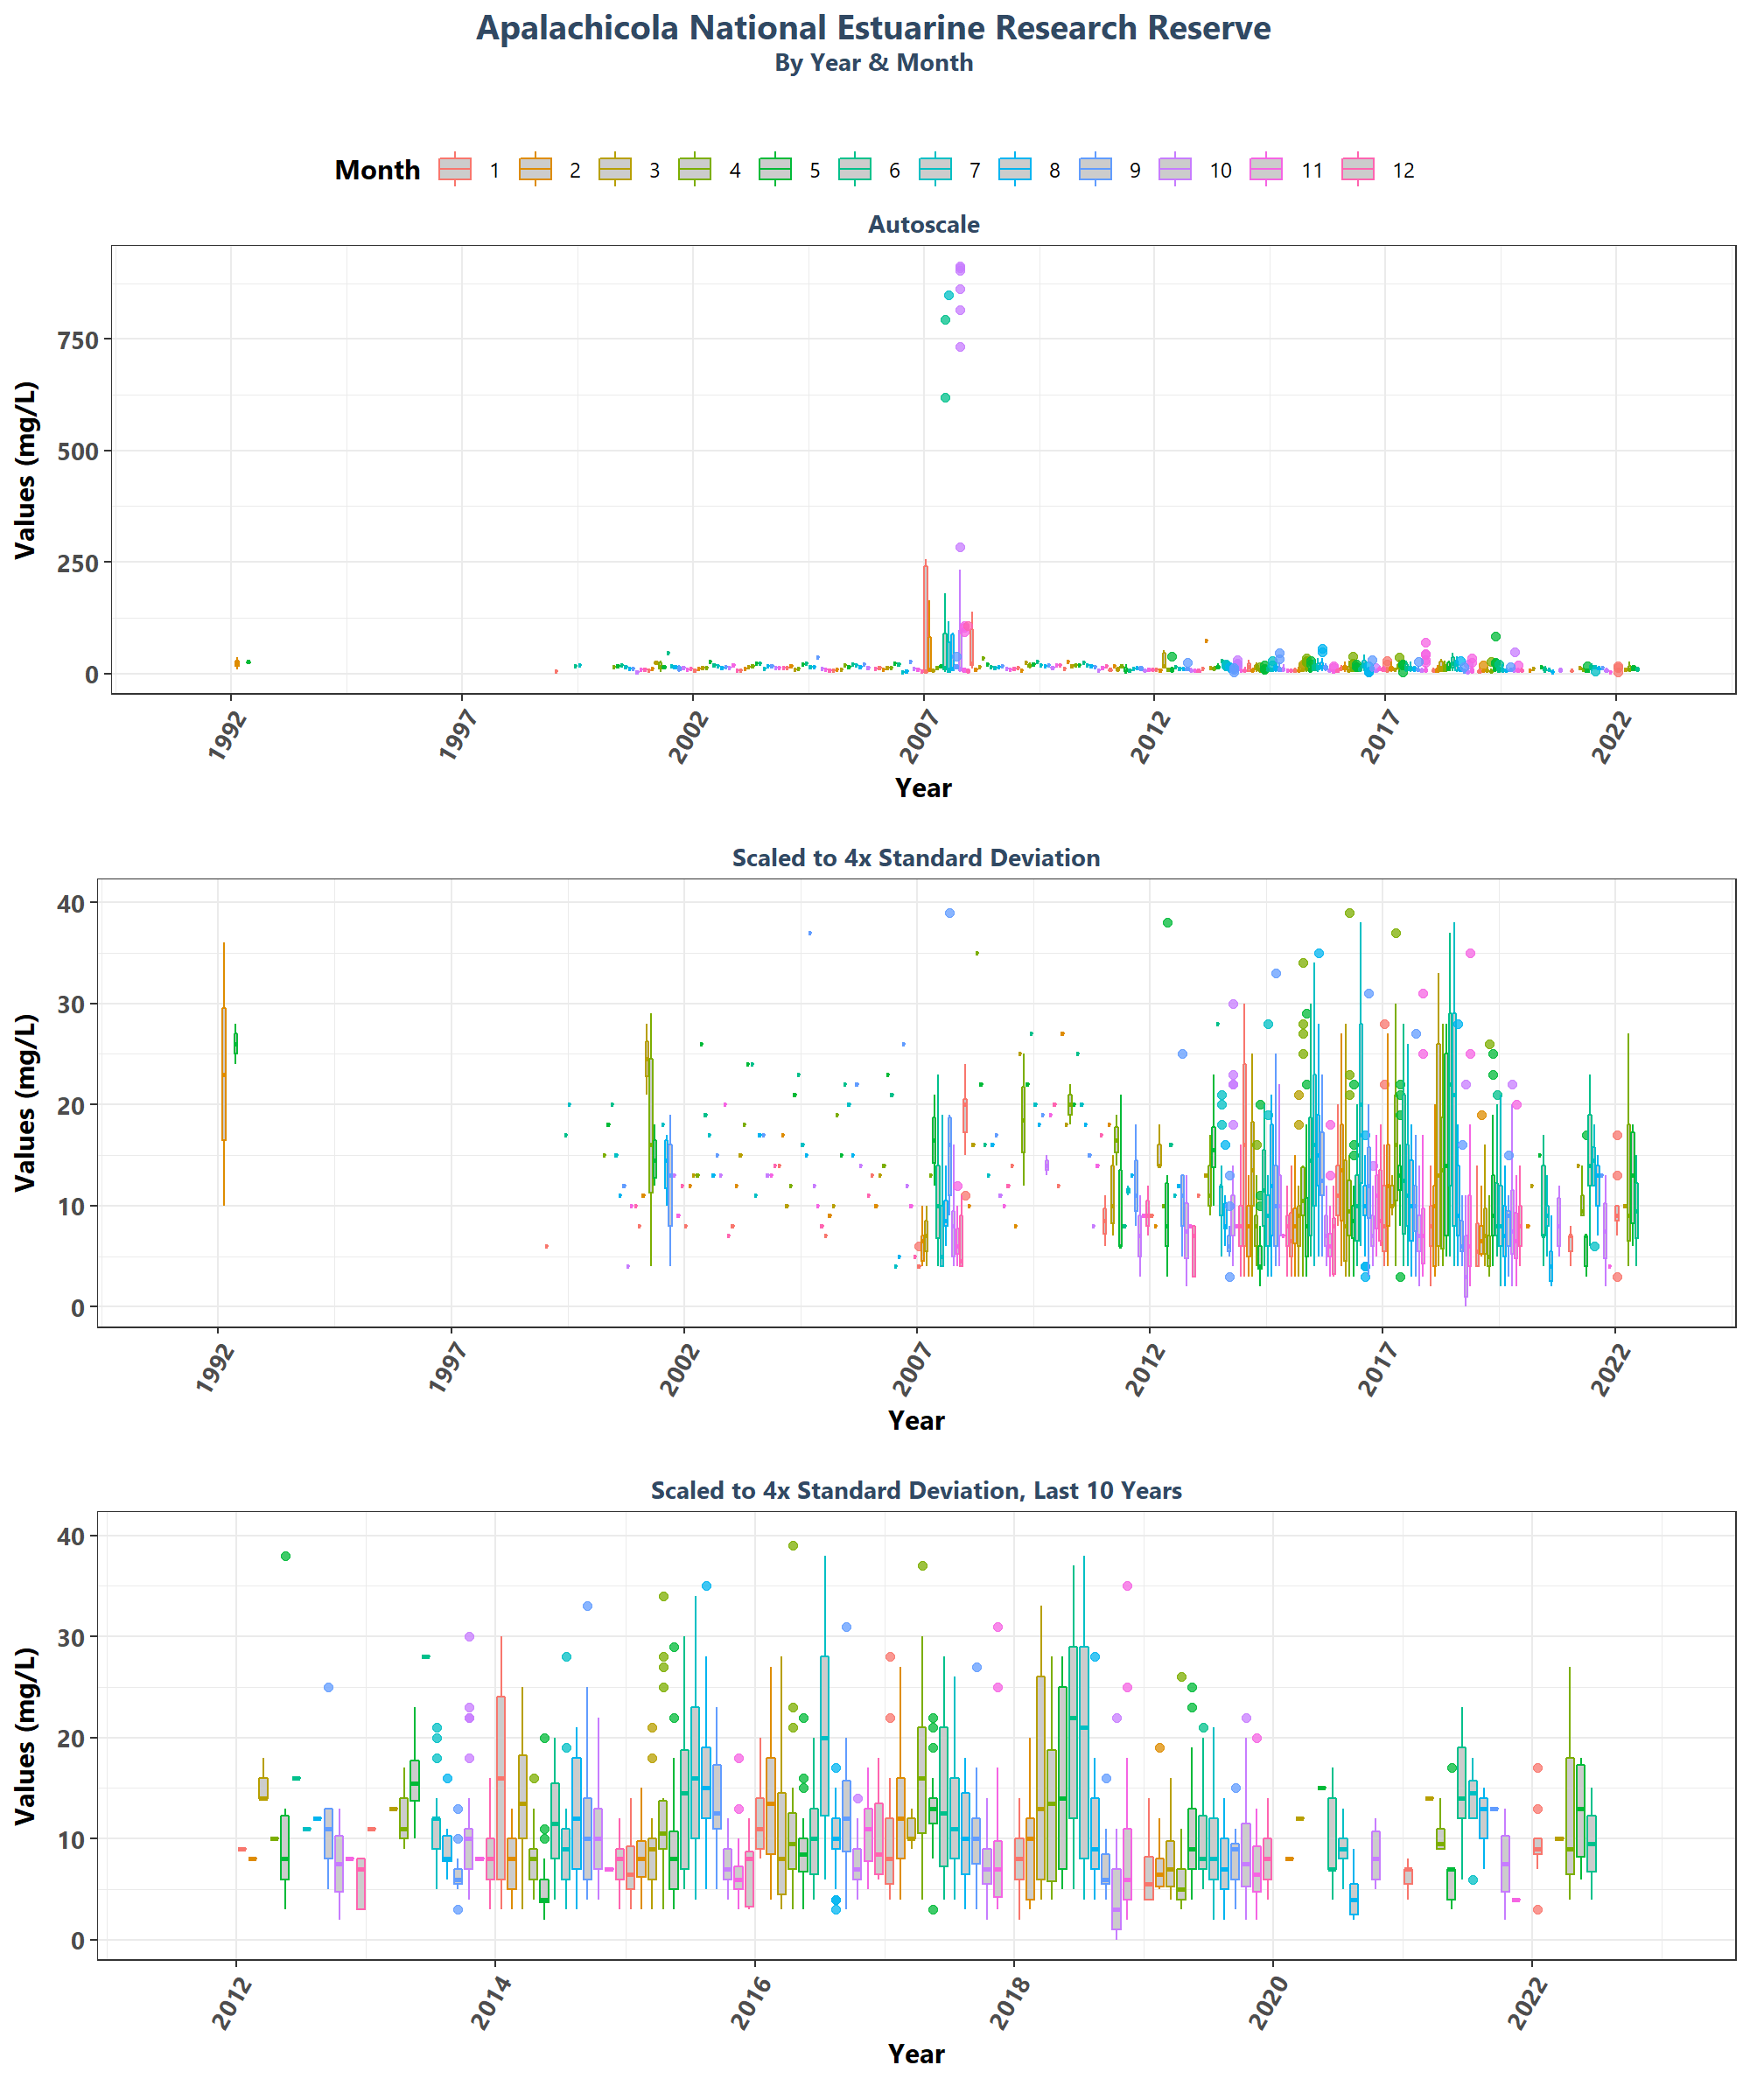 Apalachicola National Estuarine Research Reserve
By Year & Month
Month 1 2 3 4 5 6 7 8 9 10 11 12
Autoscale
Values (mg/L)
750
500
250
0
1992 1997 2002 2007 2012 2017 2022
Year
Scaled to 4x Standard Deviation
Values (mg/L)
40
30
20
10
0
1992 1997 2002 2007 2012 2017 2022
Year
Scaled to 4x Standard Deviation, Last 10 Years
Values (mg/L)
40
30
20
10
0
2012 2014 2016 2018 2020 2022
Year